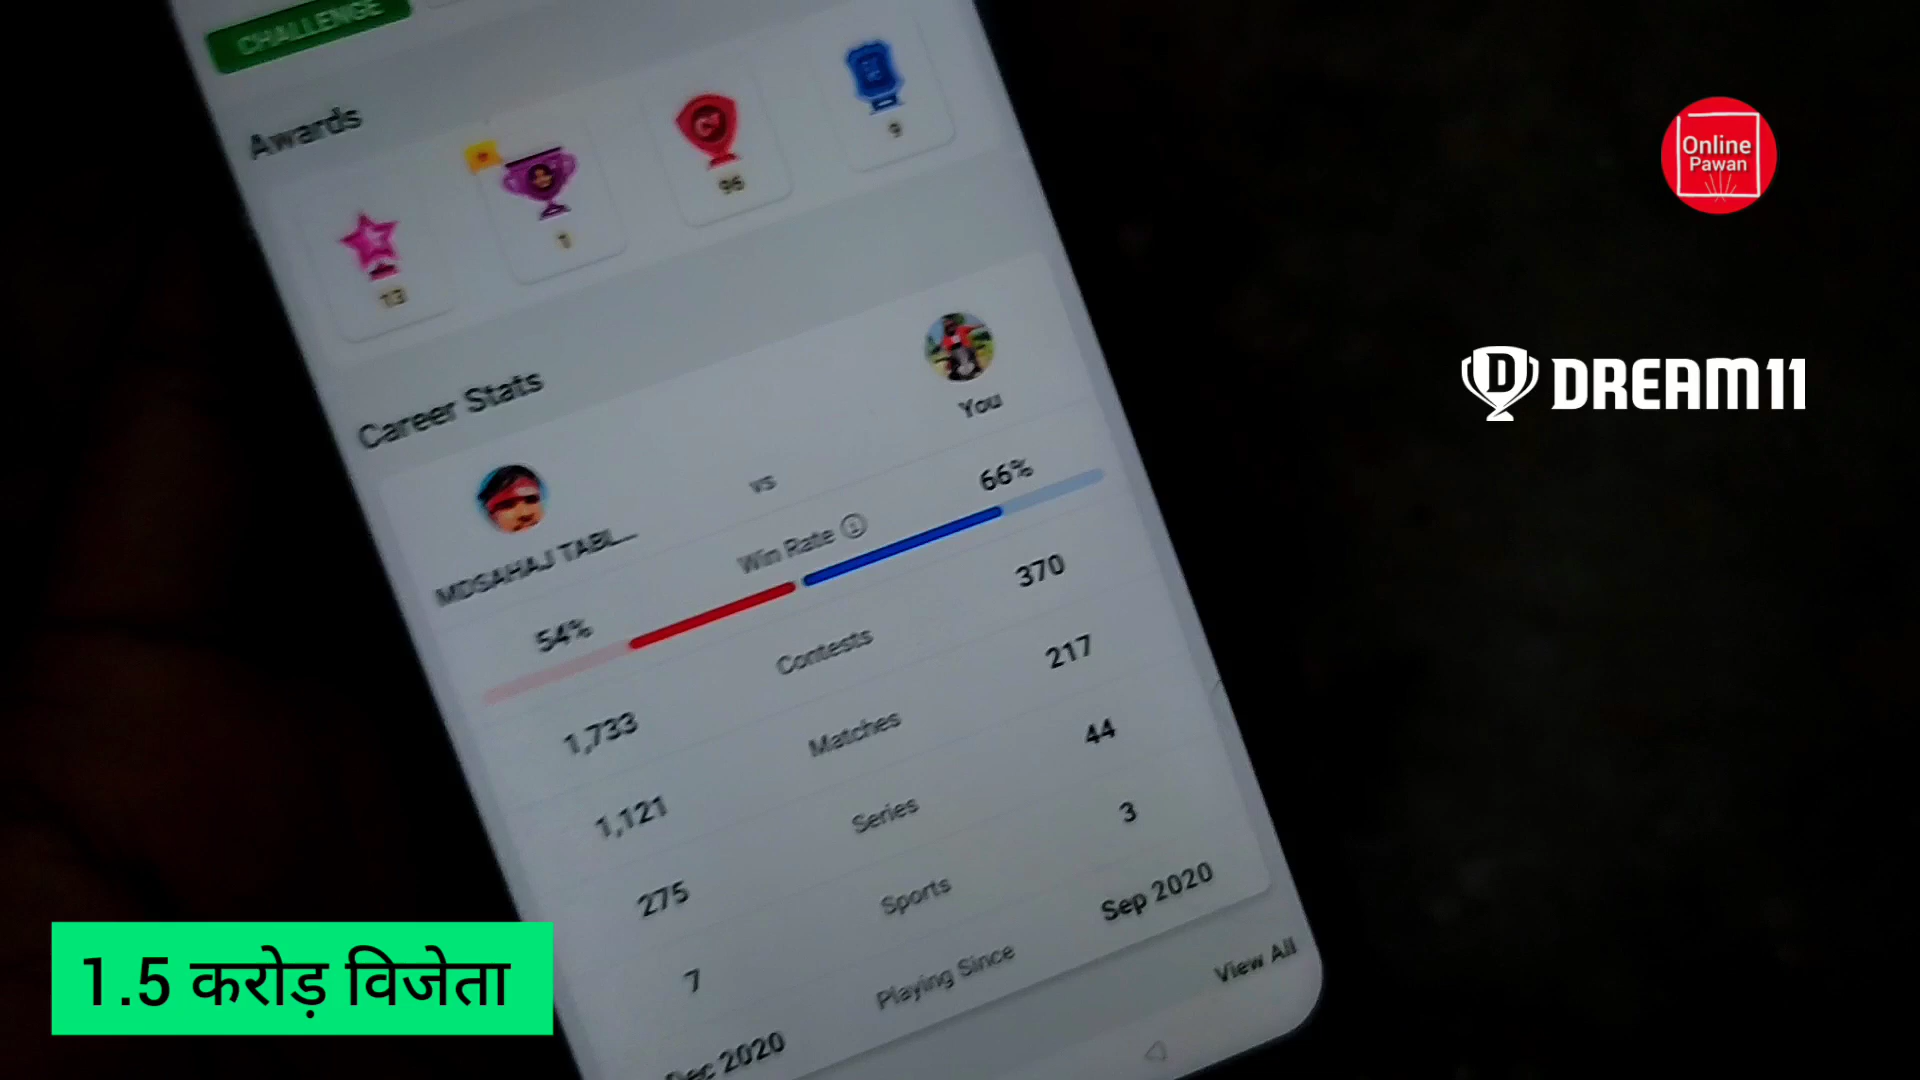 CHALLENGE
Awards
13
1
96
9
Career Stats
MDSAHAJ TABL...
vs
You
54%
Win Rate
66%
1,733
Contests
370
1,121
Matches
217
275
Series
44
7
Sports
3
Dec 2020
Playing Since
Sep 2020
View All
Online
Pawan
DREAM11
1.5 करोड़ विजेता